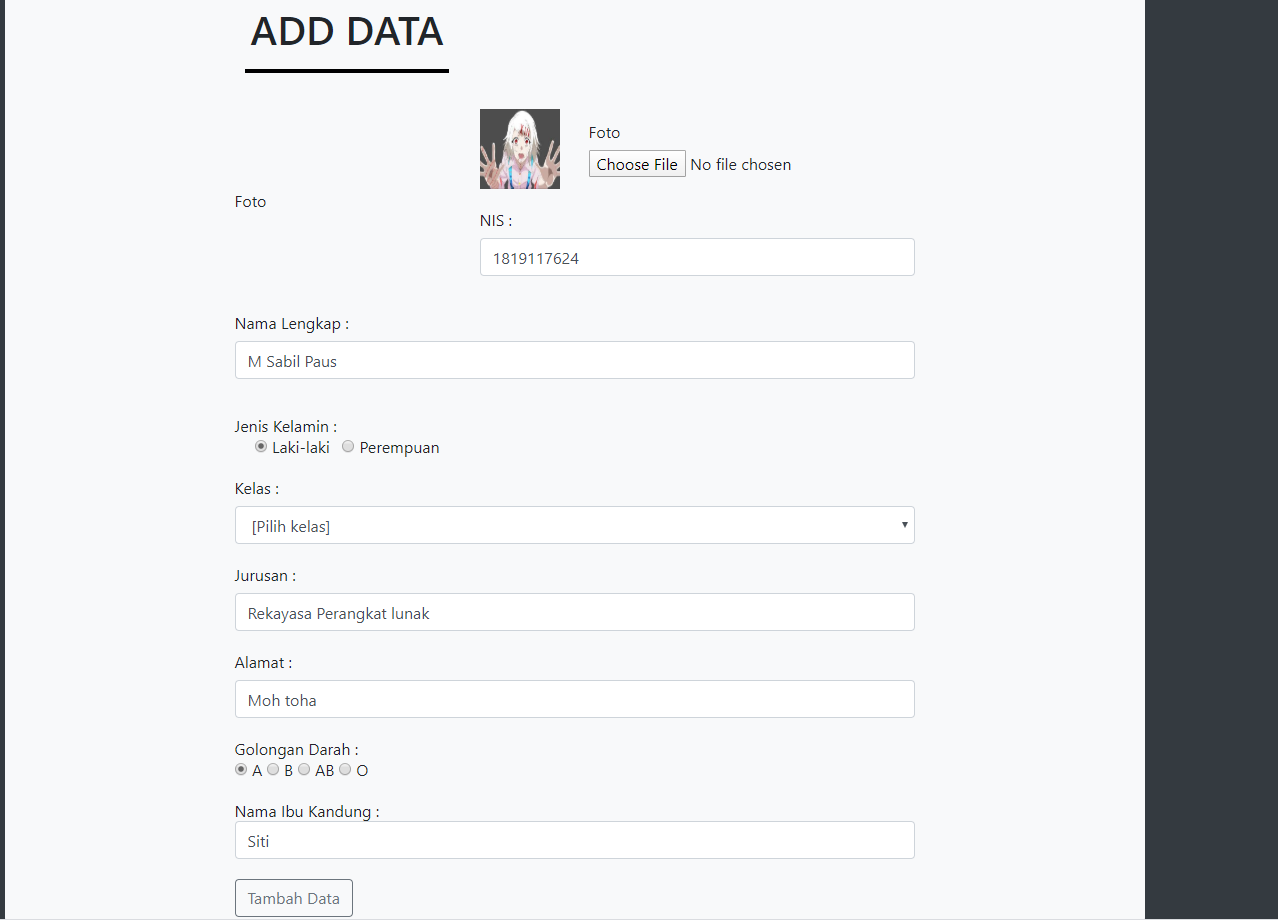 ADD DATA
Foto
Choose File No file chosen
Foto
NIS :
1819117624
Nama Lengkap :
M Sabil Paus
Jenis Kelamin :
Laki-laki Perempuan
Kelas :
[Pilih kelas]
Jurusan :
Rekayasa Perangkat lunak
Alamat :
Moh toha
Golongan Darah :
A B AB O
Nama Ibu Kandung :
Siti
Tambah Data